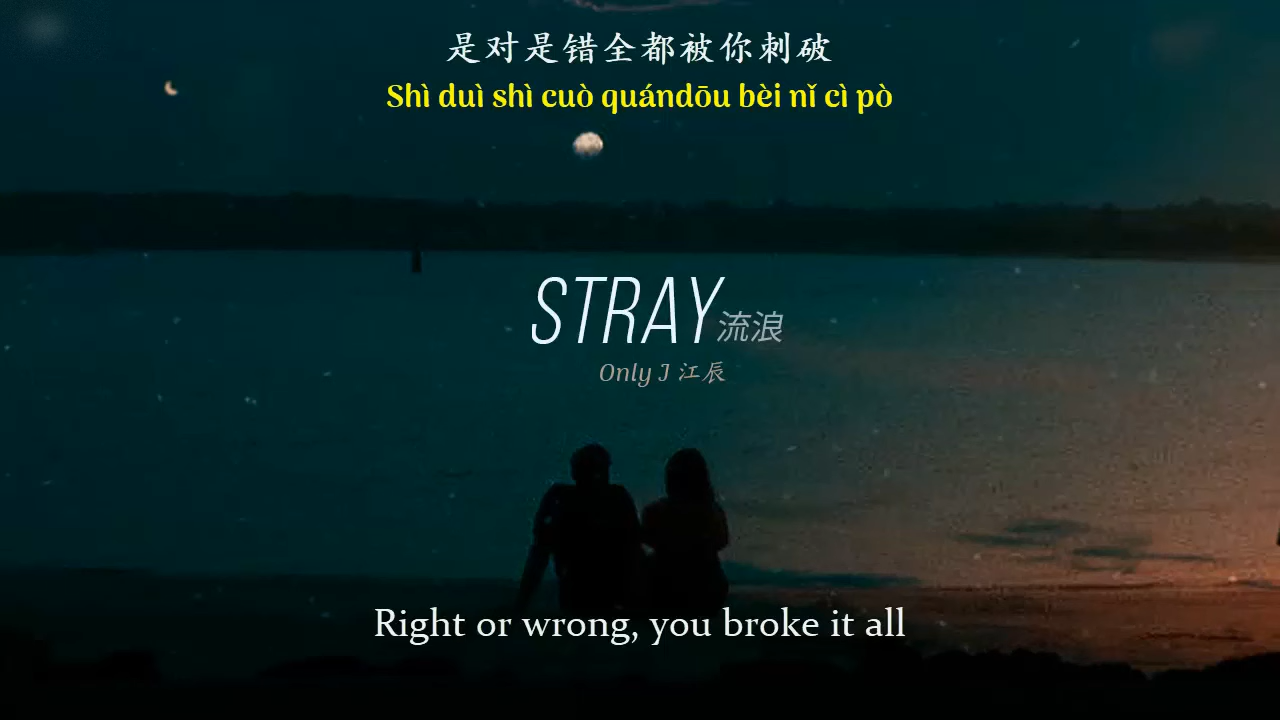 是对是错全都被你刺破
Shì duì shì cuò quándōu bèi nǐ cì pò
STRAY流浪
Only J 江辰
Right or wrong, you broke it all